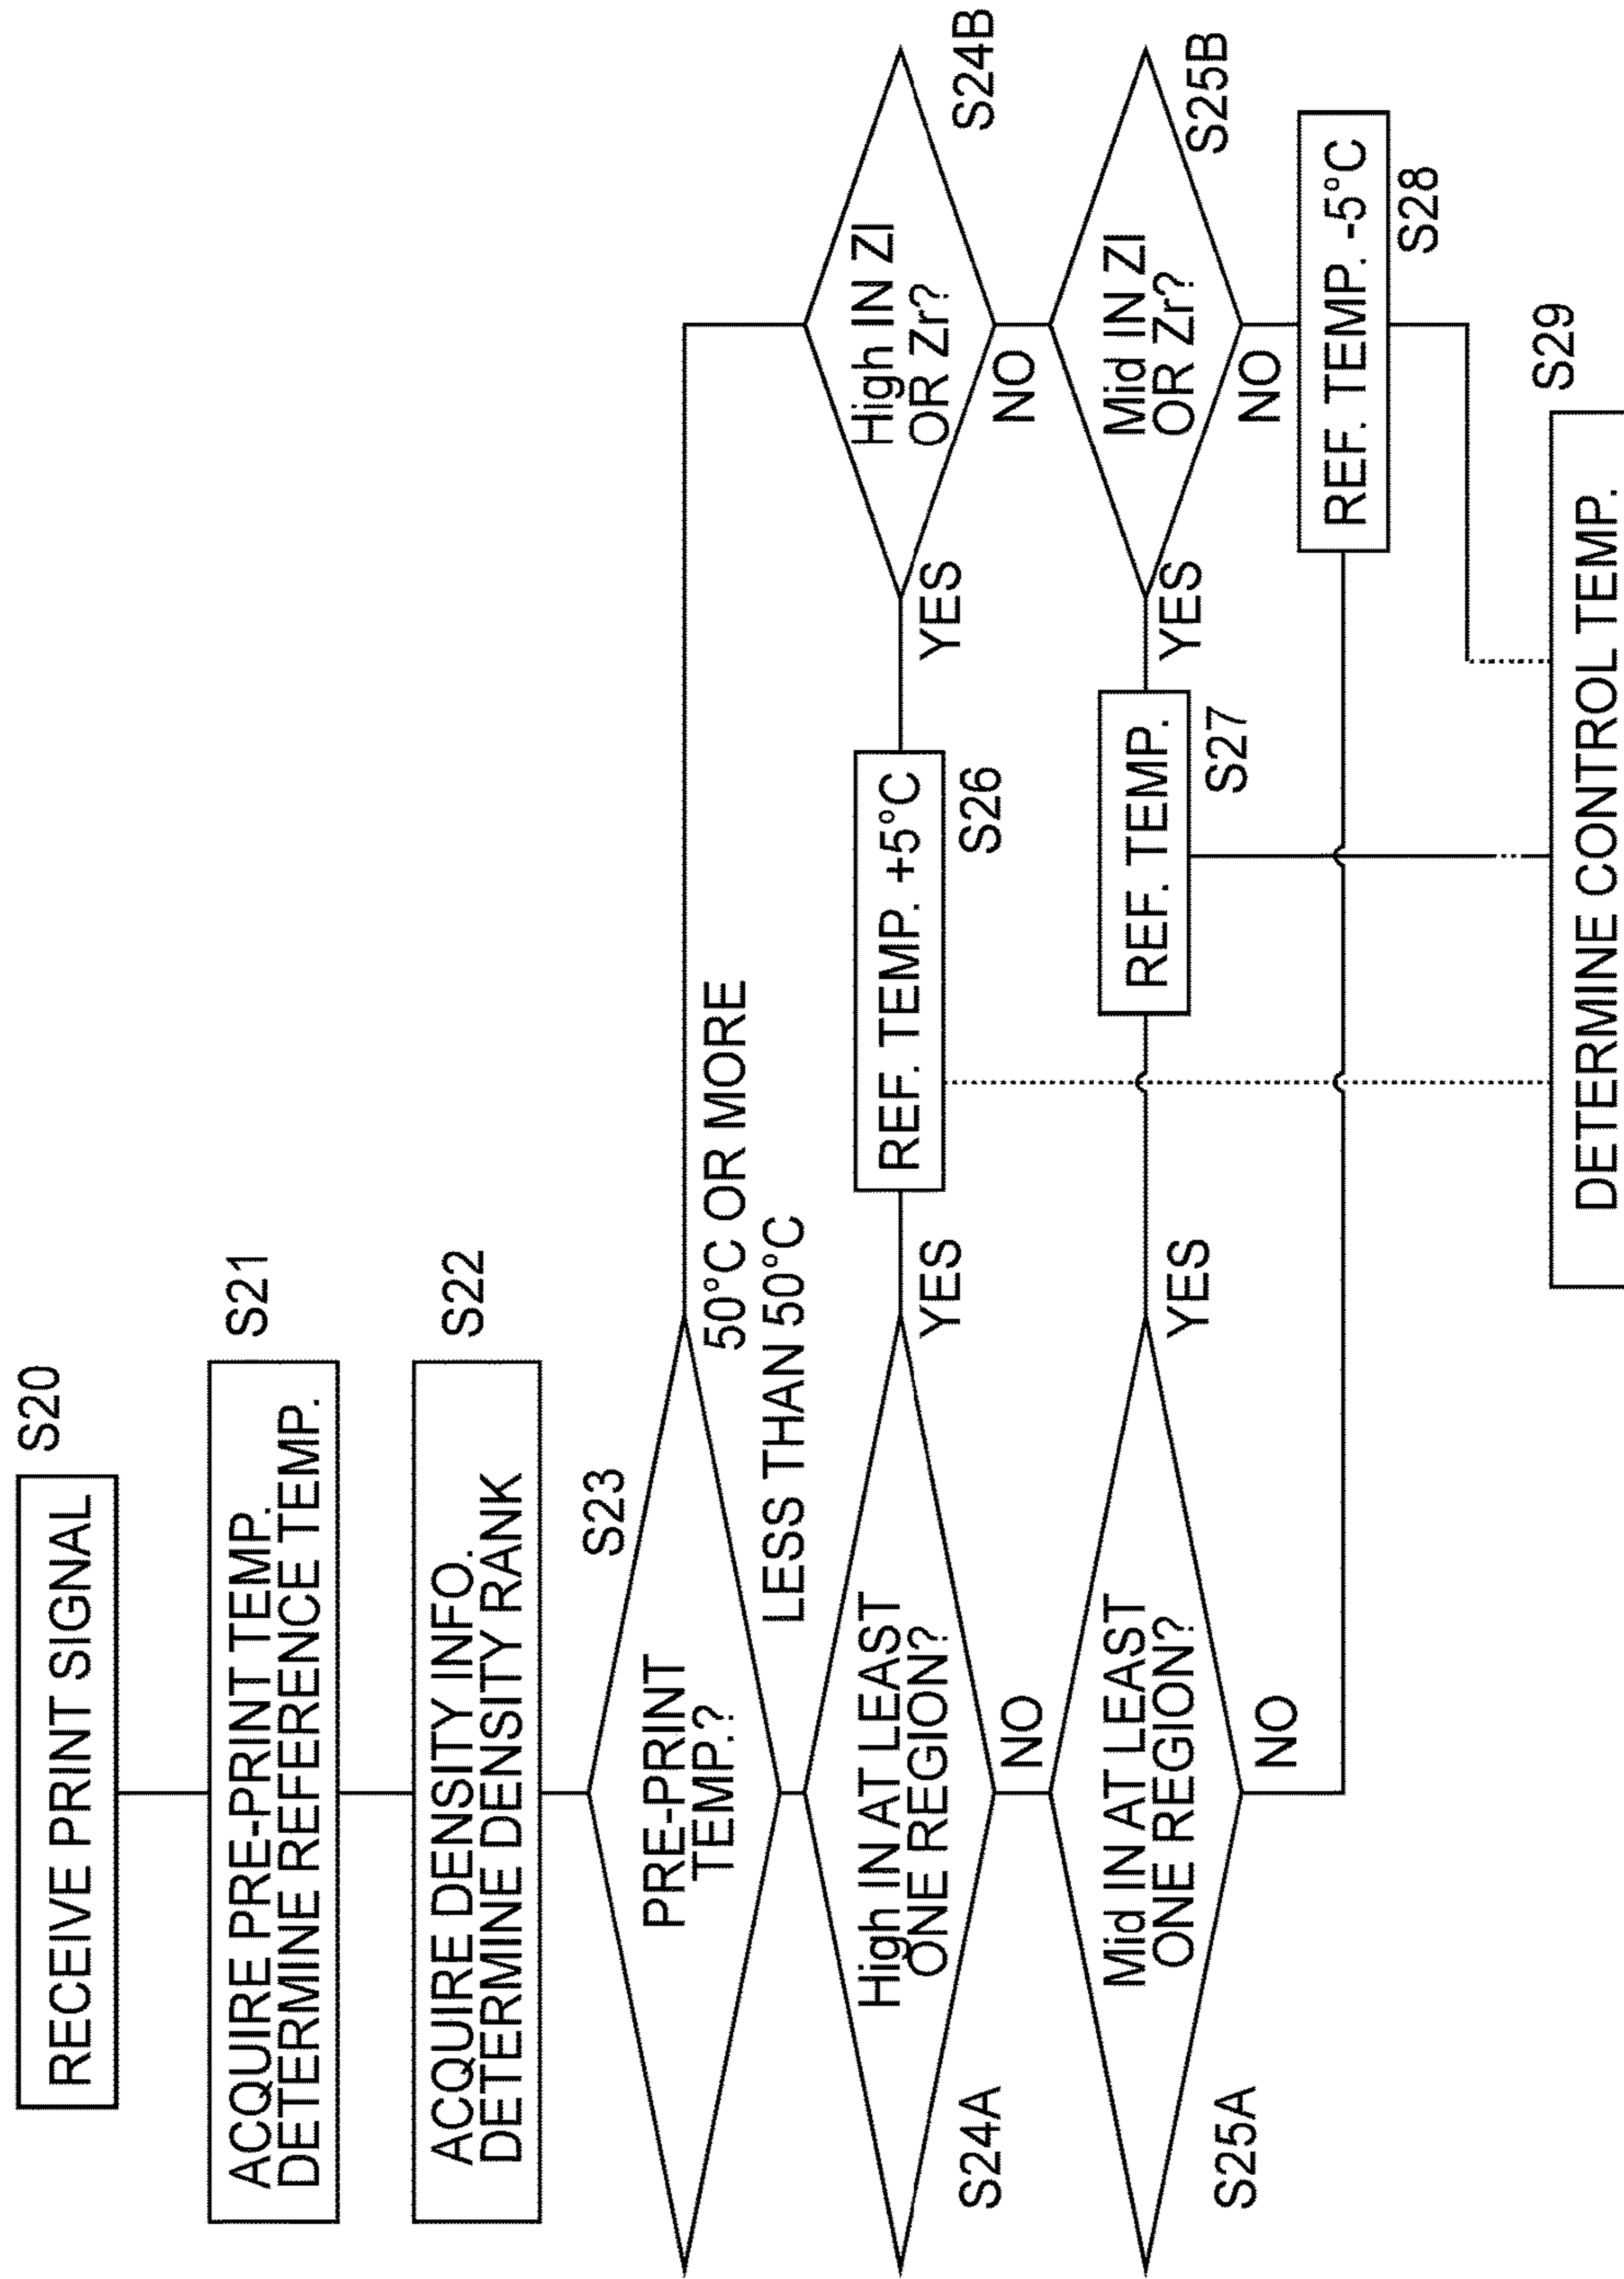 S20
RECEIVE PRINT SIGNAL
S21
ACQUIRE PRE-PRINT TEMP.
DETERMINE REFERENCE TEMP.
S22
ACQUIRE DENSITY INFO.
DETERMINE DENSITY RANK
S23
PRE-PRINT
TEMP.?
50°C OR MORE
LESS THAN 50°C
S24A
High IN AT LEAST
ONE REGION?
YES
NO
REF. TEMP. +5°C
S26
YES
High IN ZI
OR Zr?
NO
S24B
S25A
Mid IN AT LEAST
ONE REGION?
YES
NO
REF. TEMP.
S27
YES
Mid IN ZI
OR Zr?
NO
S25B
REF. TEMP. -5°C
S28
S29
DETERMINE CONTROL TEMP.